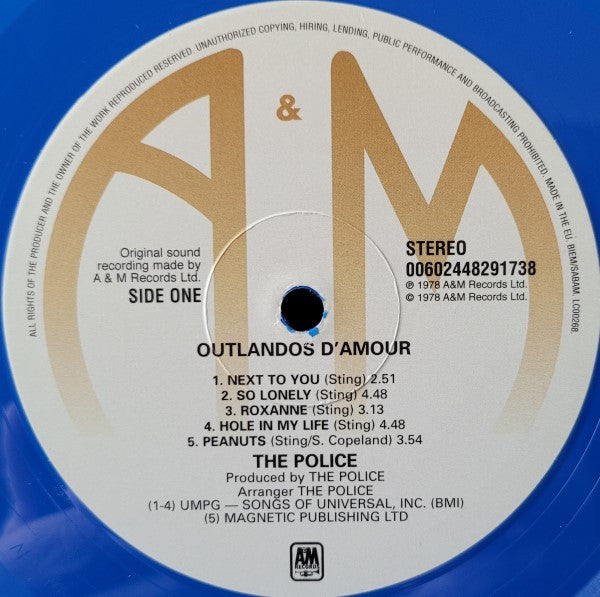 ALL RIGHTS OF THE PRODUCER AND THE OWNER OF THE WORK REPRODUCED RESERVED. UNAUTHORIZED COPYING, HIRING, LENDING, PUBLIC PERFORMANCE AND BROADCASTING PROHIBITED. MADE IN THE EU. BIEM/SABAM. LC00268.
A & M
Original sound
recording made by
A & M Records Ltd.
SIDE ONE
STEREO
00602448291738
℗ 1978 A&M Records Ltd.
© 1978 A&M Records Ltd.
OUTLANDOS D'AMOUR
1. NEXT TO YOU (Sting) 2.51
2. SO LONELY (Sting) 4.48
3. ROXANNE (Sting) 3.13
4. HOLE IN MY LIFE (Sting) 4.48
5. PEANUTS (Sting/S. Copeland) 3.54
THE POLICE
Produced by THE POLICE
Arranger THE POLICE
(1-4) UMPG — SONGS OF UNIVERSAL, INC. (BMI)
(5) MAGNETIC PUBLISHING LTD
AM
RECORDS